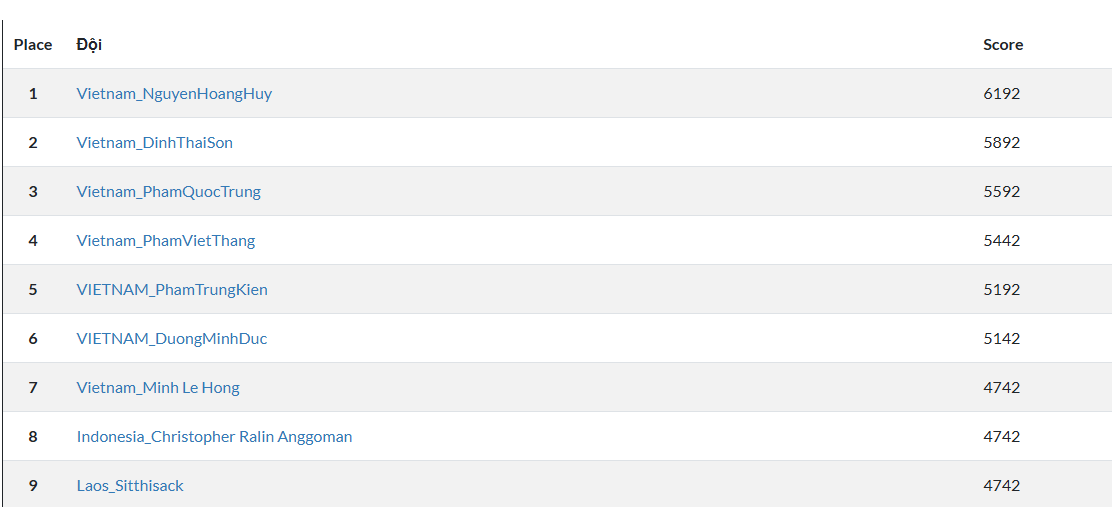 Place Đội Score
1 Vietnam_NguyenHoangHuy 6192
2 Vietnam_DinhThaiSon 5892
3 Vietnam_PhamQuocTrung 5592
4 Vietnam_PhamVietThang 5442
5 VIETNAM_PhamTrungKien 5192
6 VIETNAM_DuongMinhDuc 5142
7 Vietnam_Minh Le Hong 4742
8 Indonesia_Christopher Ralin Anggoman 4742
9 Laos_Sitthisack 4742